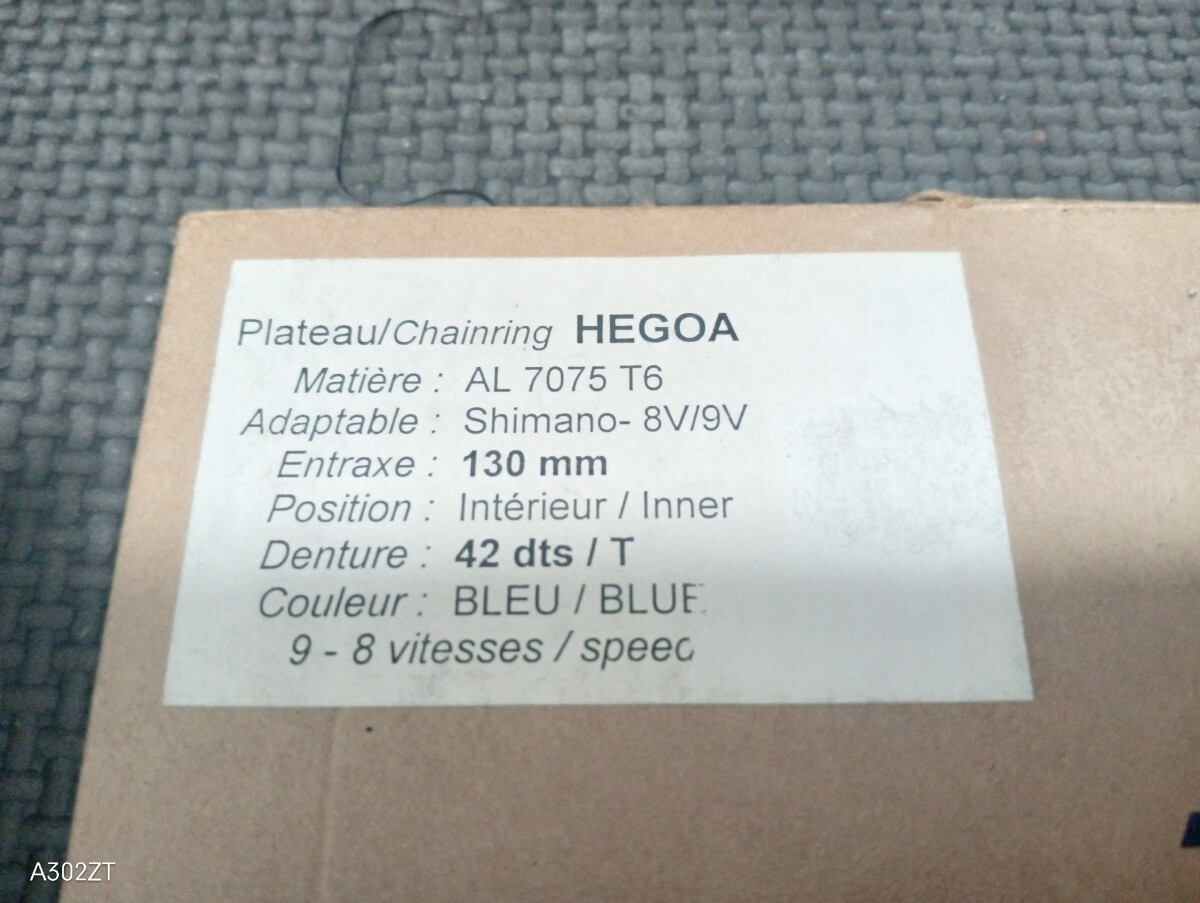 Plateau/Chainring HEGOA
Matière : AL 7075 T6
Adaptable : Shimano- 8V/9V
Entraxe : 130 mm
Position : Intérieur / Inner
Denture : 42 dts / T
Couleur : BLEU / BLUE
9 - 8 vitesses / speed
A302ZT